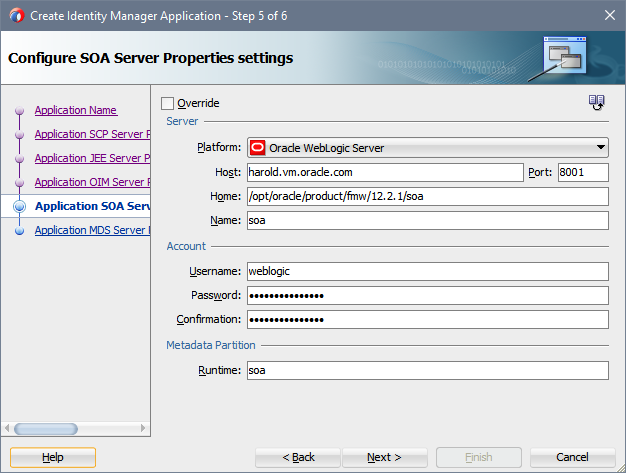 Create Identity Manager Application - Step 5 of 6
Configure SOA Server Properties settings
Application Name
Application SCP Server P
Application JEE Server P
Application OIM Server P
Application SOA Serv
Application MDS Server
Override
Server
Platform: Oracle WebLogic Server
Host: harold.vm.oracle.com Port: 8001
Home: /opt/oracle/product/fmw/12.2.1/soa
Name: soa
Account
Username: weblogic
Password: •••••••••••••••
Confirmation: •••••••••••••••
Metadata Partition
Runtime: soa
Help < Back Next > Finish Cancel